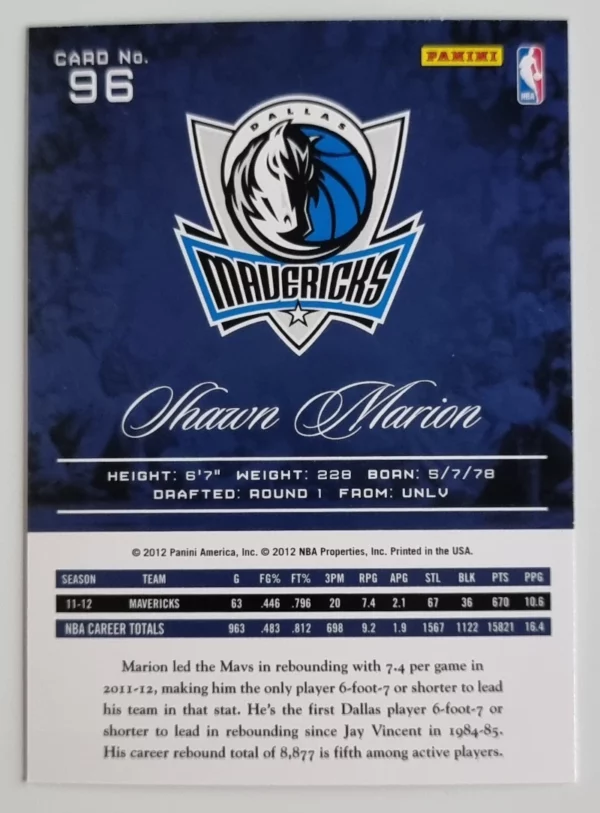 CARD No.
96
PANINI
NBA
DALLAS
MAVERICKS
Shawn Marion
HEIGHT: 6'7" WEIGHT: 228 BORN: 5/7/78
DRAFTED: ROUND 1 FROM: UNLV
© 2012 Panini America, Inc. © 2012 NBA Properties, Inc. Printed in the USA.
SEASON TEAM G FG% FT% 3PM RPG APG STL BLK PTS PPG
11-12 MAVERICKS 63 .446 .796 20 7.4 2.1 67 36 670 10.6
NBA CAREER TOTALS 963 .483 .812 698 9.2 1.9 1567 1122 15821 16.4
Marion led the Mavs in rebounding with 7.4 per game in
2011-12, making him the only player 6-foot-7 or shorter to lead
his team in that stat. He's the first Dallas player 6-foot-7 or
shorter to lead in rebounding since Jay Vincent in 1984-85.
His career rebound total of 8,877 is fifth among active players.